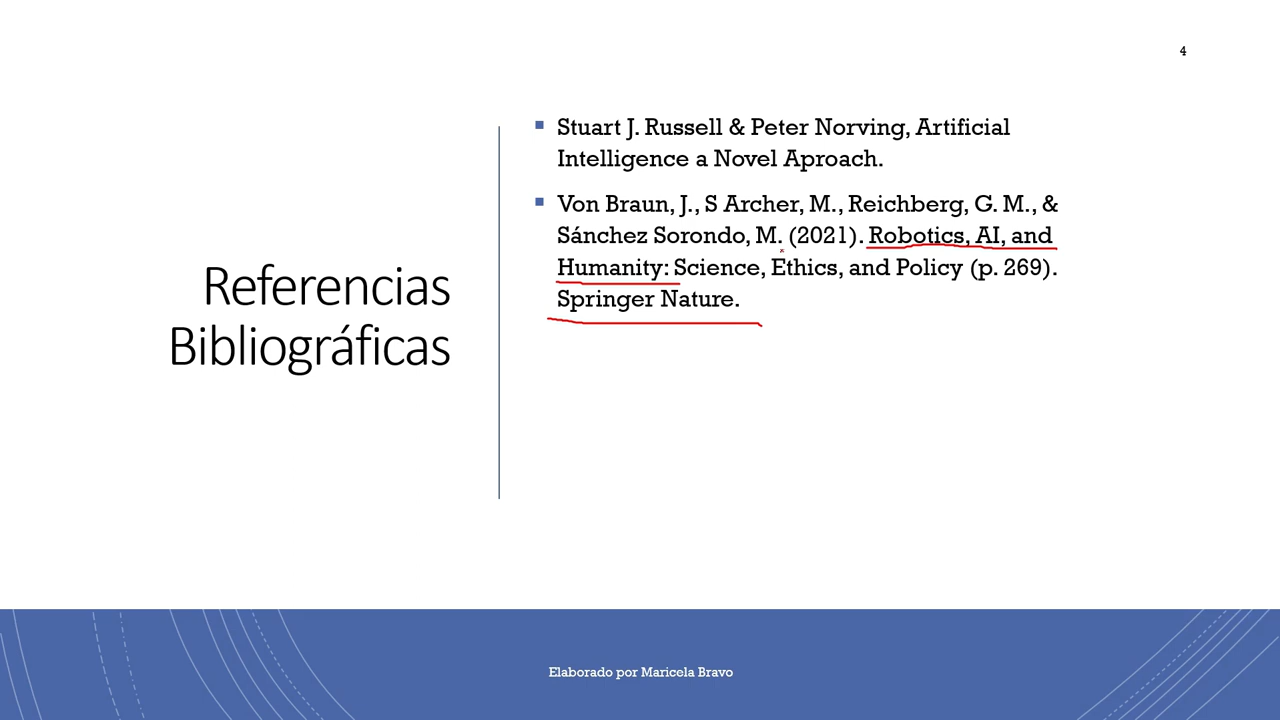 4
Stuart J. Russell & Peter Norving, Artificial
Intelligence a Novel Aproach.
Von Braun, J., S Archer, M., Reichberg, G. M., &
Sánchez Sorondo, M. (2021). Robotics, AI, and
Humanity: Science, Ethics, and Policy (p. 269).
Springer Nature.
Referencias
Bibliográficas
Elaborado por Maricela Bravo